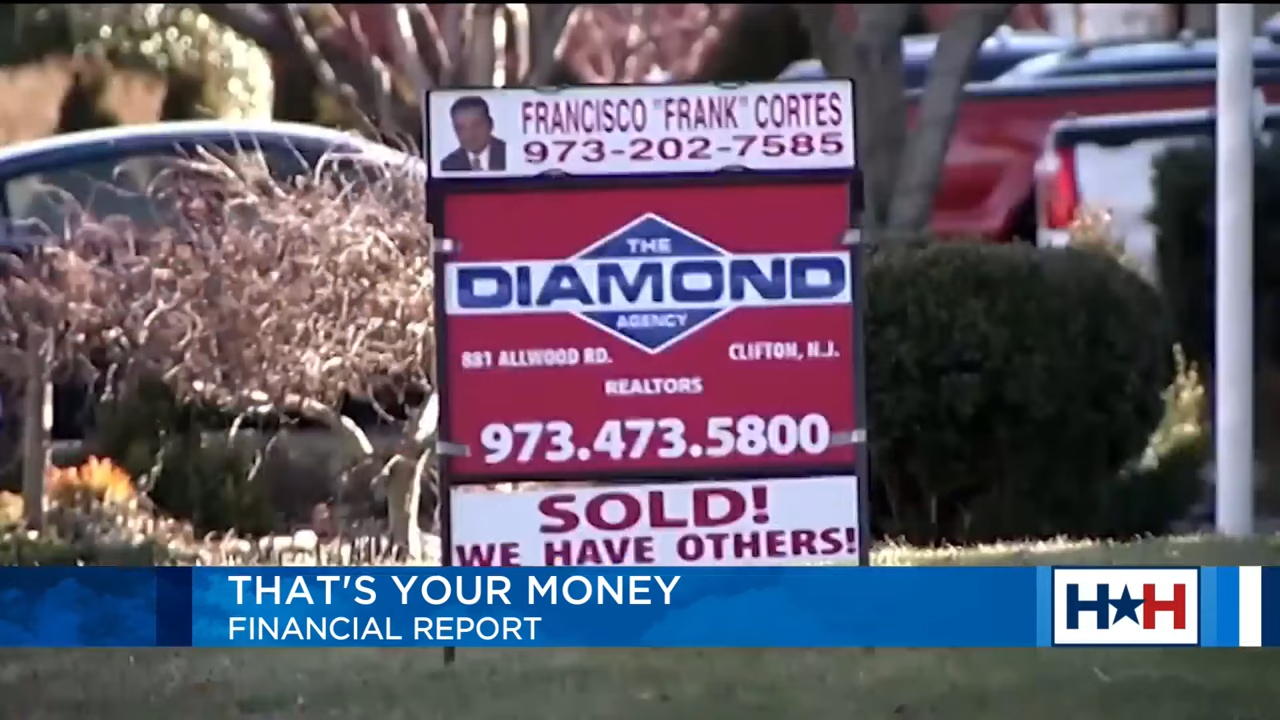 FRANCISCO "FRANK" CORTES
973-202-7585
THE
DIAMOND
AGENCY
881 ALLWOOD RD.
CLIFTON, N.J.
REALTORS
973.473.5800
SOLD!
WE HAVE OTHERS!
THAT'S YOUR MONEY
FINANCIAL REPORT
H★H